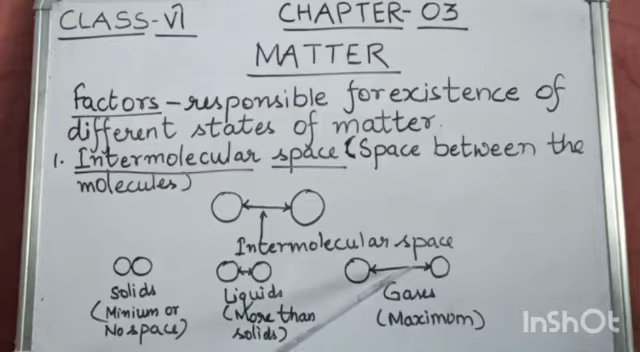 CLASS-VI CHAPTER-03
MATTER
Factors-responsible for existence of
different states of matter.
1. Intermolecular space (Space between the
molecules)
Intermolecular space
Solids
(Minium or
No space)
Liquids
(More than
solids)
Gases
(Maximum)
InShOt